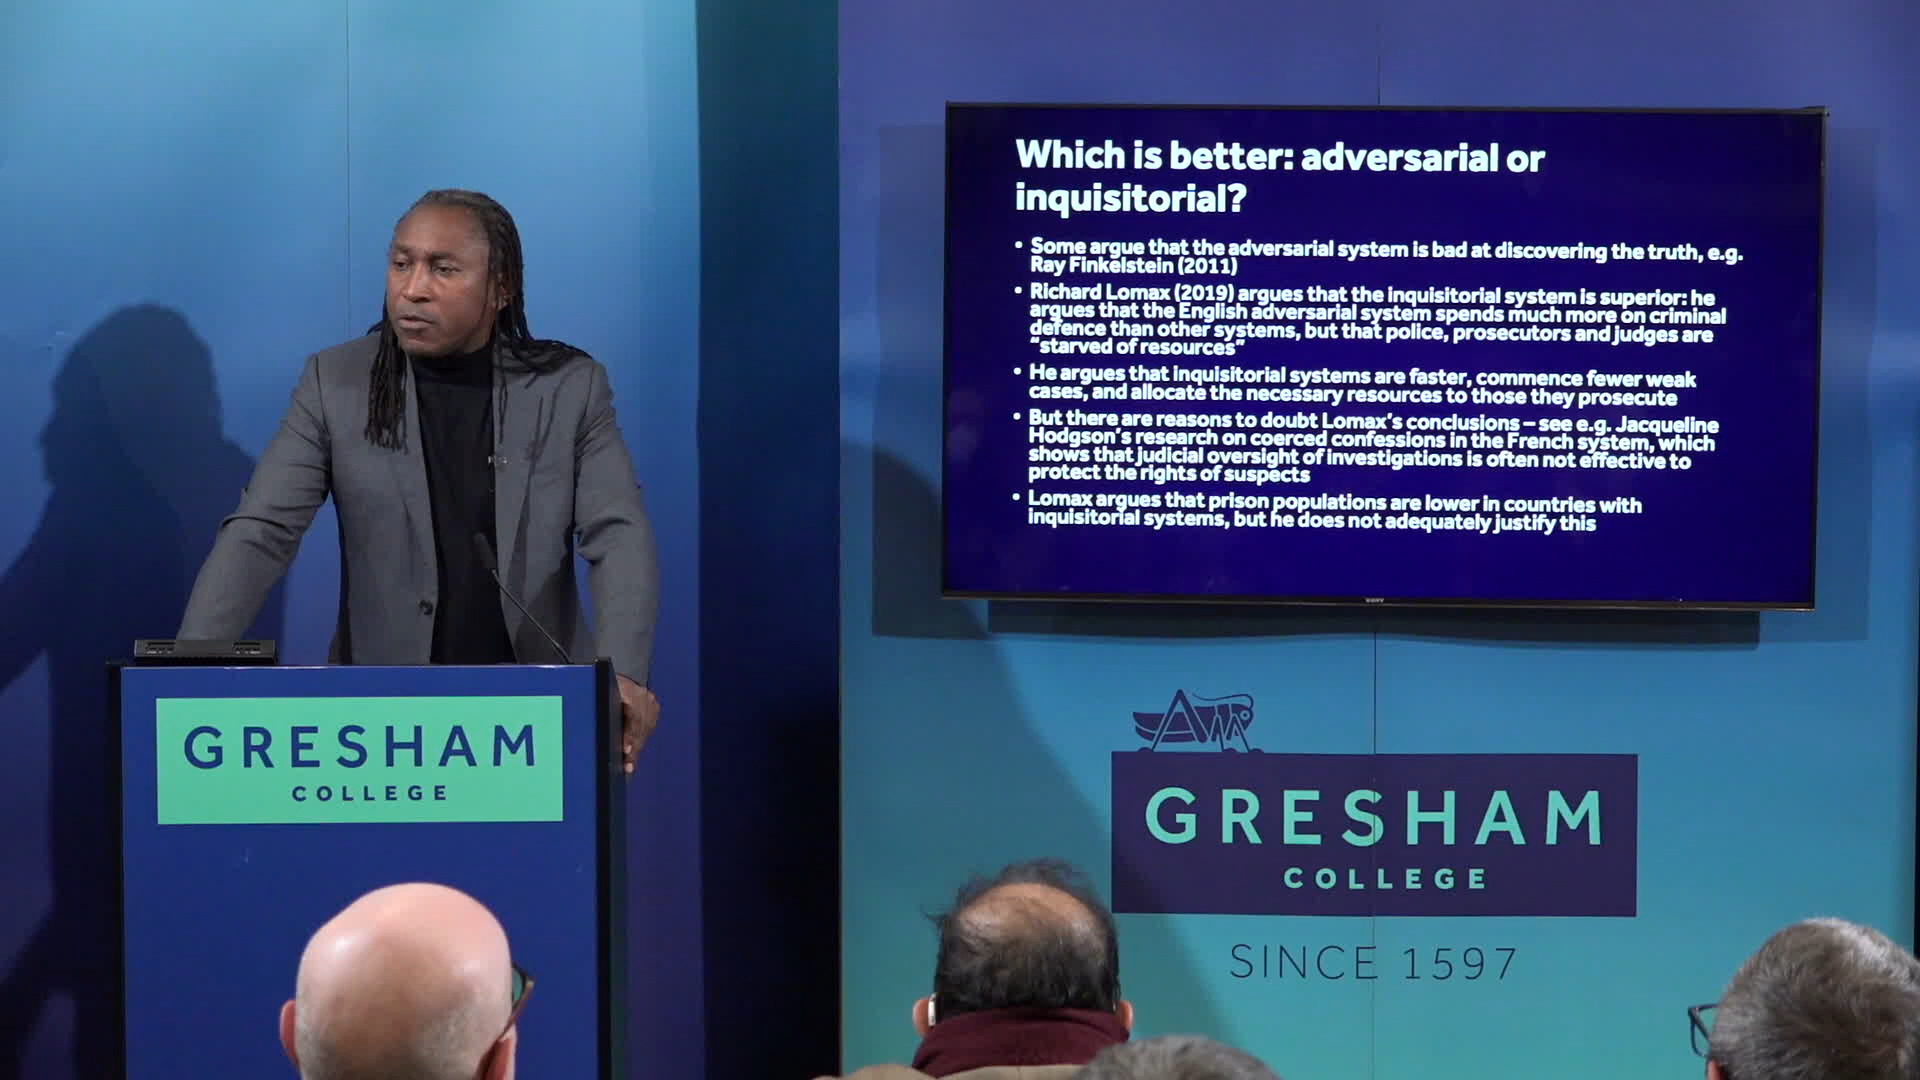 Which is better: adversarial or
inquisitorial?
• Some argue that the adversarial system is bad at discovering the truth, e.g.
Ray Finkelstein (2011)
• Richard Lomax (2019) argues that the inquisitorial system is superior: he
argues that the English adversarial system spends much more on criminal
defence than other systems, but that police, prosecutors and judges are
“starved of resources”
• He argues that inquisitorial systems are faster, commence fewer weak
cases, and allocate the necessary resources to those they prosecute
• But there are reasons to doubt Lomax’s conclusions – see e.g. Jacqueline
Hodgson’s research on coerced confessions in the French system, which
shows that judicial oversight of investigations is often not effective to
protect the rights of suspects
• Lomax argues that prison populations are lower in countries with
inquisitorial systems, but he does not adequately justify this
SONY
GRESHAM
COLLEGE
GRESHAM
COLLEGE
SINCE 1597